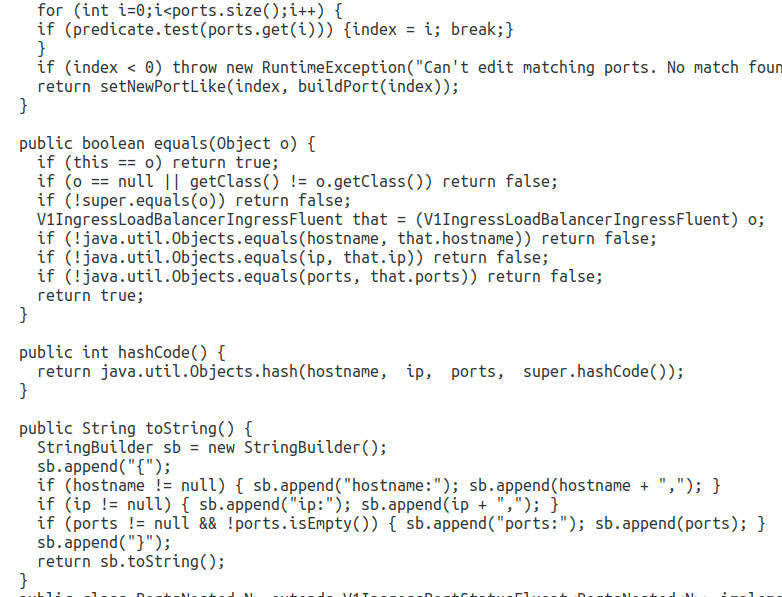 for (int i=0;i<ports.size();i++) {
if (predicate.test(ports.get(i))) {index = i; break;}
}
if (index < 0) throw new RuntimeException("Can't edit matching ports. No match foun
return setNewPortLike(index, buildPort(index));
}
public boolean equals(Object o) {
if (this == o) return true;
if (o == null || getClass() != o.getClass()) return false;
if (!super.equals(o)) return false;
V1IngressLoadBalancerIngressFluent that = (V1IngressLoadBalancerIngressFluent) o;
if (!java.util.Objects.equals(hostname, that.hostname)) return false;
if (!java.util.Objects.equals(ip, that.ip)) return false;
if (!java.util.Objects.equals(ports, that.ports)) return false;
return true;
}
public int hashCode() {
return java.util.Objects.hash(hostname,  ip,  ports,  super.hashCode());
}
public String toString() {
StringBuilder sb = new StringBuilder();
sb.append("{");
if (hostname != null) { sb.append("hostname:"); sb.append(hostname + ","); }
if (ip != null) { sb.append("ip:"); sb.append(ip + ","); }
if (ports != null && !ports.isEmpty()) { sb.append("ports:"); sb.append(ports); }
sb.append("}");
return sb.toString();
}